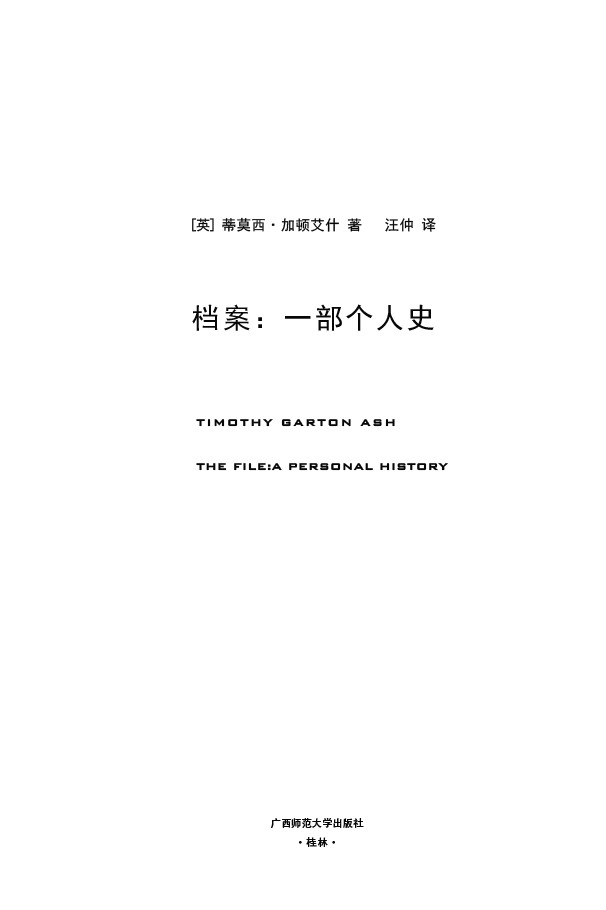 [英] 蒂莫西·加顿艾什 著 汪仲 译
档案：一部个人史
TIMOTHY GARTON ASH
THE FILE:A PERSONAL HISTORY
广西师范大学出版社
·桂林·